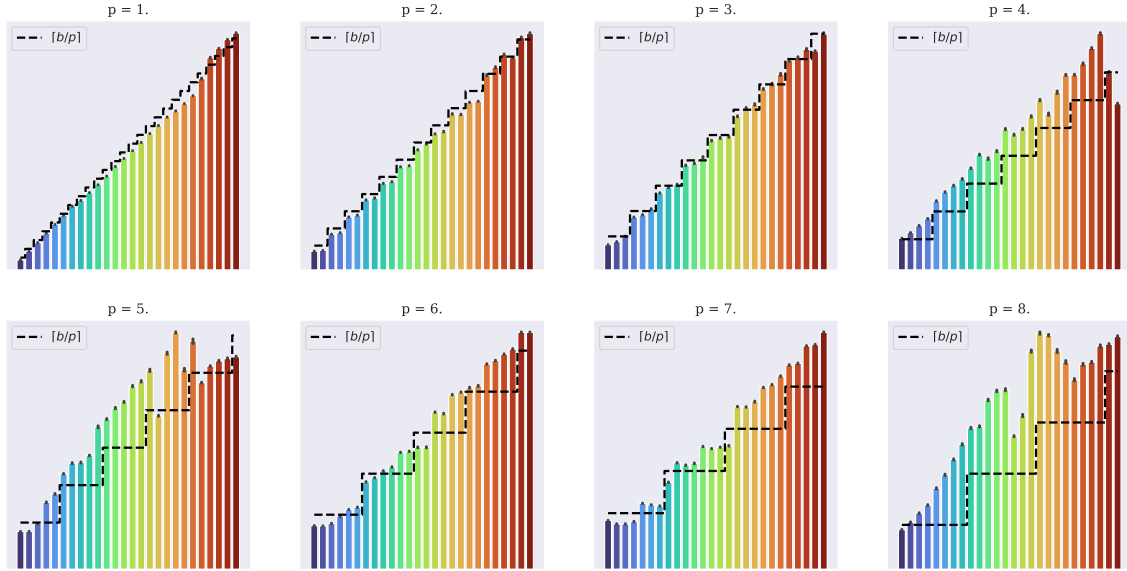 p = 1.
⌈b/p⌉
p = 2.
⌈b/p⌉
p = 3.
⌈b/p⌉
p = 4.
⌈b/p⌉
p = 5.
⌈b/p⌉
p = 6.
⌈b/p⌉
p = 7.
⌈b/p⌉
p = 8.
⌈b/p⌉